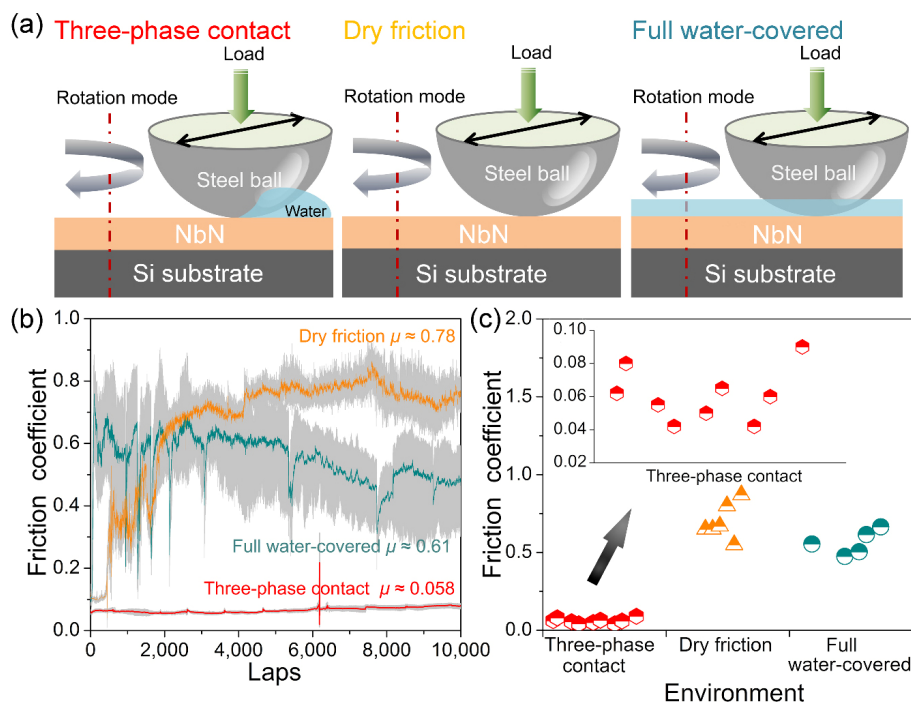 (a) Three-phase contact
Dry friction
Full water-covered
Load
Load
Load
Rotation mode
Rotation mode
Rotation mode
Steel ball
Steel ball
Steel ball
Water
NbN
NbN
NbN
Si substrate
Si substrate
Si substrate
(b)
1.0
0.8
0.6
0.4
0.2
0.0
Friction coefficient
Dry friction μ ≈ 0.78
Full water-covered μ ≈ 0.61
Three-phase contact μ ≈ 0.058
0 2,000 4,000 6,000 8,000 10,000
Laps
(c)
2.0
1.5
1.0
0.5
0.0
Friction coefficient
0.10
0.08
0.06
0.04
0.02
Three-phase contact
Three-phase
contact
Dry friction
Full
water-covered
Environment